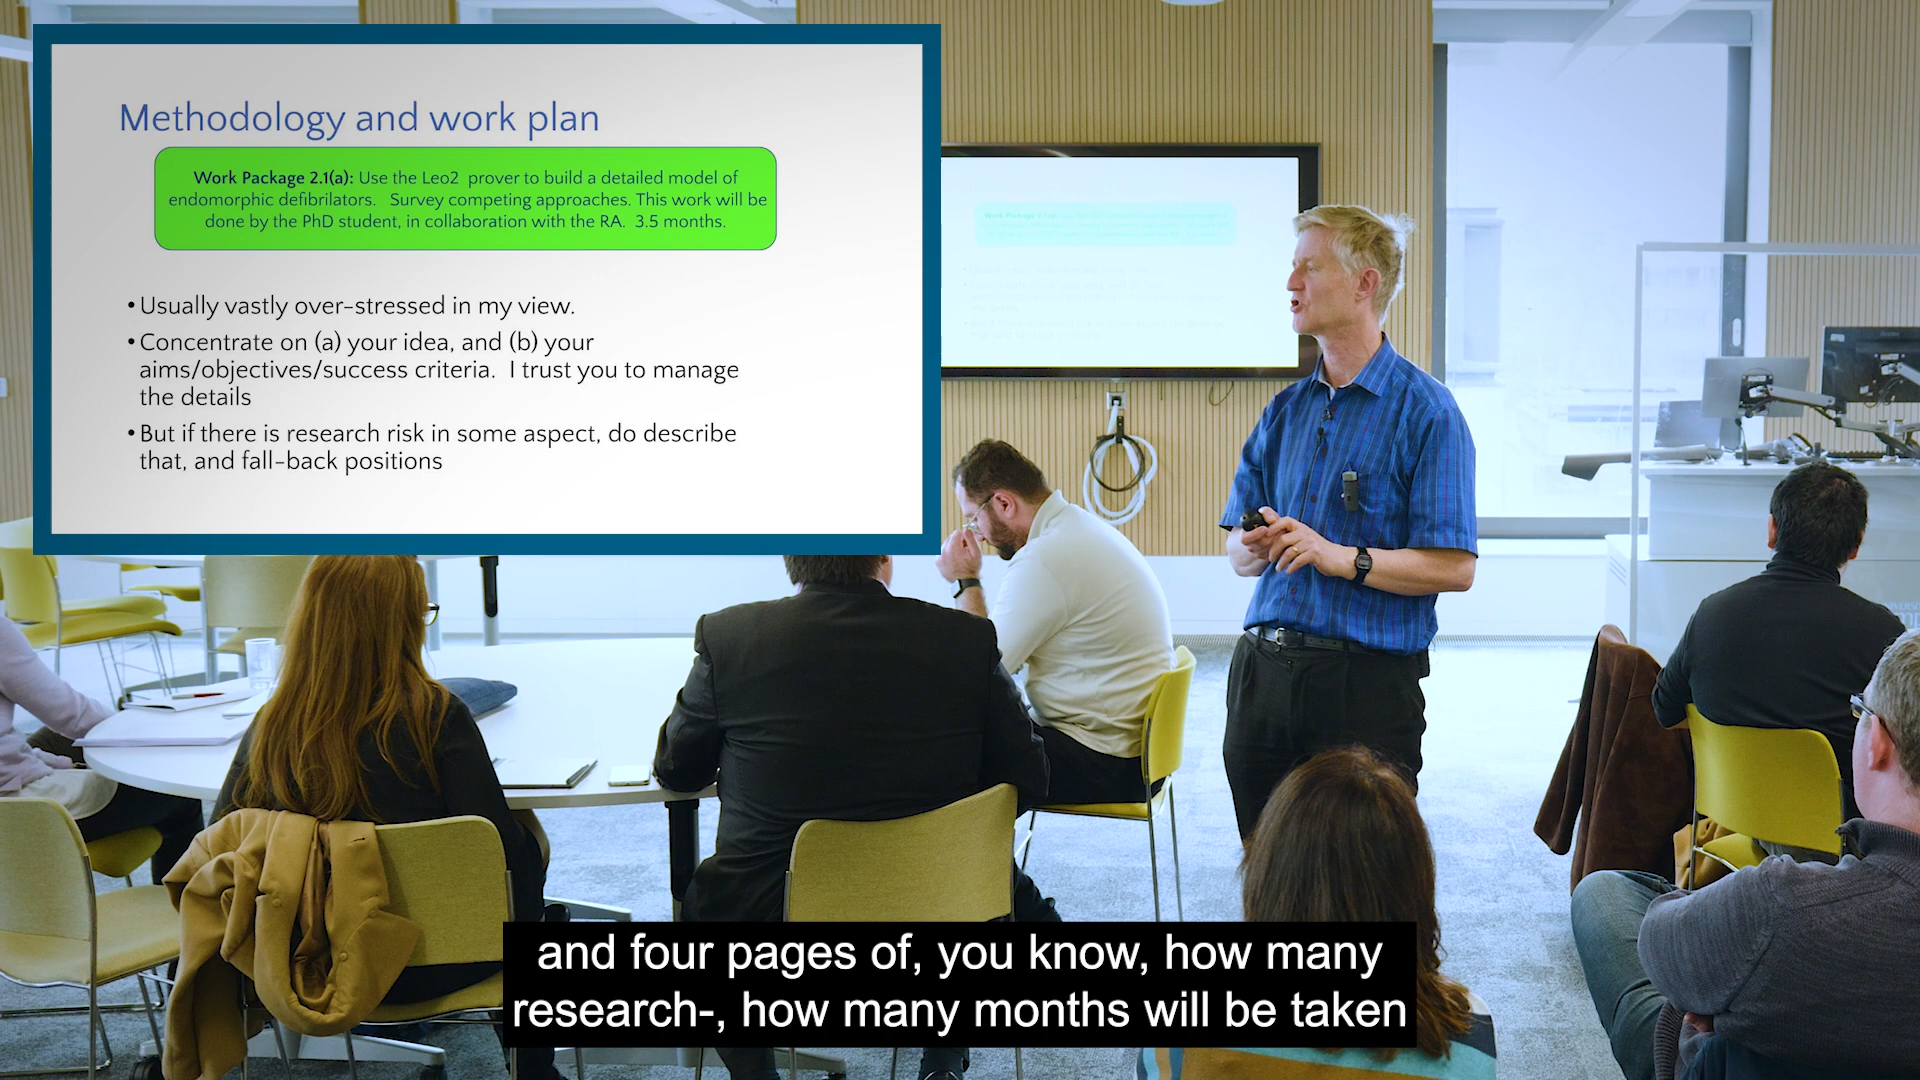 Methodology and work plan
Work Package 2.1(a): Use the Leo2 prover to build a detailed model of
endomorphic defibrilators. Survey competing approaches. This work will be
done by the PhD student, in collaboration with the RA. 3.5 months.
•Usually vastly over-stressed in my view.
•Concentrate on (a) your idea, and (b) your
aims/objectives/success criteria. I trust you to manage
the details
•But if there is research risk in some aspect, do describe
that, and fall-back positions
and four pages of, you know, how many
research-, how many months will be taken